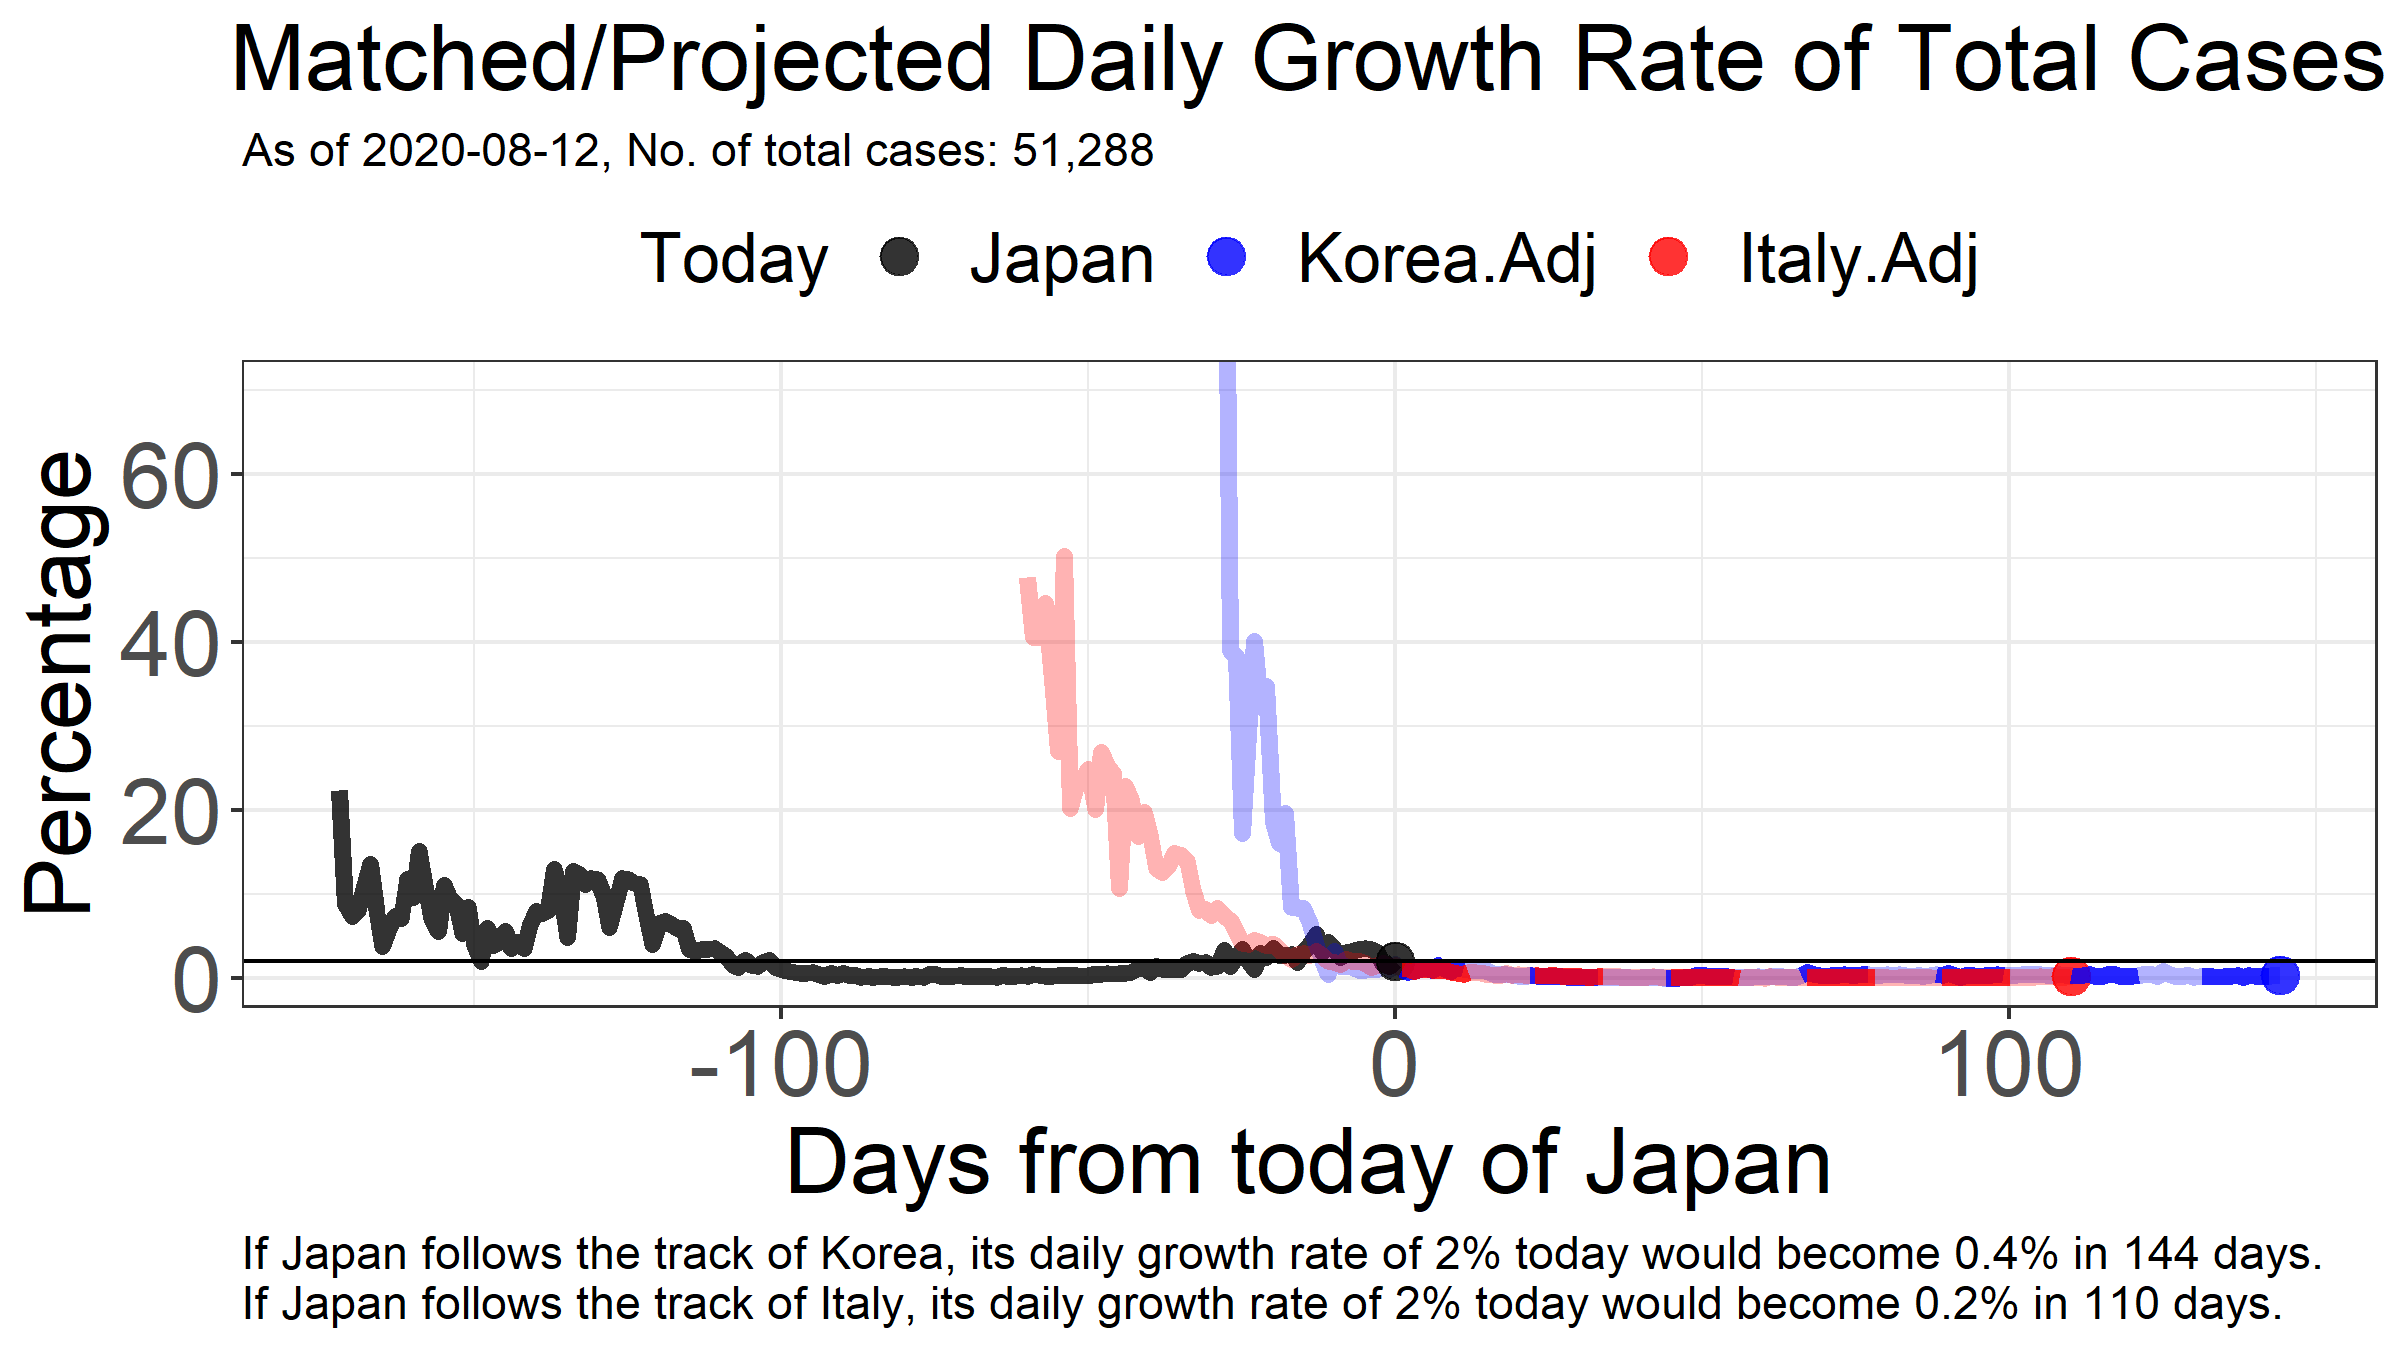 Matched/Projected Daily Growth Rate of Total Cases
As of 2020-08-12, No. of total cases: 51,288
Today Japan Korea.Adj Italy.Adj
Percentage
60
40
20
0
-100 0 100
Days from today of Japan
If Japan follows the track of Korea, its daily growth rate of 2% today would become 0.4% in 144 days.
If Japan follows the track of Italy, its daily growth rate of 2% today would become 0.2% in 110 days.